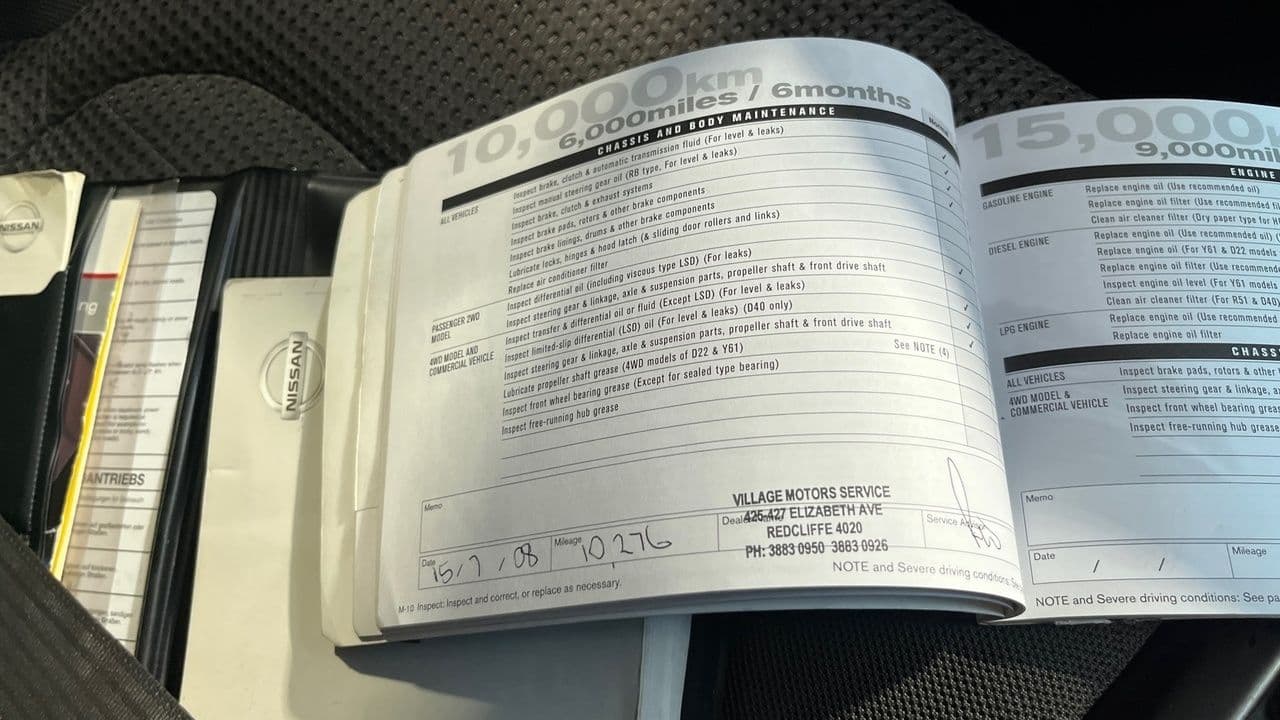 10,000km
6,000miles / 6months
CHASSIS AND BODY MAINTENANCE
ALL VEHICLES
Inspect brake, clutch & automatic transmission fluid (For level & leaks)
Inspect manual steering gear oil (RB type, For level & leaks)
Inspect brake, clutch & exhaust systems
Inspect brake pads, rotors & other brake components
Inspect brake linings, drums & other brake components
Lubricate locks, hinges & hood latch (& sliding door rollers and links)
Replace air conditioner filter
PASSENGER 2WD MODEL
Inspect differential oil (including viscous type LSD) (For leaks)
Inspect steering gear & linkage, axle & suspension parts, propeller shaft & front drive shaft
4WD MODEL AND COMMERCIAL VEHICLE
Inspect transfer & differential oil or fluid (Except LSD) (For level & leaks)
Inspect limited-slip differential (LSD) oil (For level & leaks) (D40 only)
Inspect steering gear & linkage, axle & suspension parts, propeller shaft & front drive shaft
Lubricate propeller shaft grease (4WD models of D22 & Y61)
Inspect front wheel bearing grease (Except for sealed type bearing) See NOTE (4)
Inspect free-running hub grease
Memo
VILLAGE MOTORS SERVICE
425-427 ELIZABETH AVE
REDCLIFFE 4020
PH: 3883 0950 3883 0926
Date 15/7/08
Mileage 10,276
Service
NOTE and Severe driving conditions:
M-10 Inspect: Inspect and correct, or replace as necessary.
15,000
9,000mil
ENGINE
GASOLINE ENGINE
Replace engine oil (Use recommended oil)
Replace engine oil filter (Use recommended fil
Clean air cleaner filter (Dry paper type for H
DIESEL ENGINE
Replace engine oil (Use recommended oil) (
Replace engine oil (For Y61 & D22 models
Replace engine oil filter (Use recommend
Inspect engine oil level (For Y61 models
Clean air cleaner filter (For R51 & D40)
LPG ENGINE
Replace engine oil (Use recommended
Replace engine oil filter
CHASS
ALL VEHICLES
Inspect brake pads, rotors & other
4WD MODEL & COMMERCIAL VEHICLE
Inspect steering gear & linkage, a
Inspect front wheel bearing greas
Inspect free-running hub grease
Memo
Date / /
Mileage
NOTE and Severe driving conditions: See pa
NISSAN
NISSAN
ng
ANTRIEBS